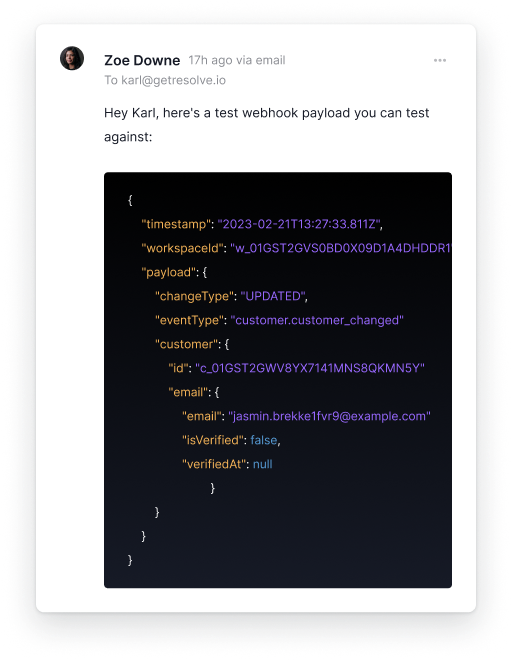 Zoe Downe 17h ago via email
To karl@getresolve.io
Hey Karl, here's a test webhook payload you can test
against:
{
"timestamp": "2023-02-21T13:27:33.811Z",
"workspaceId": "w_01GST2GVS0BD0X09D1A4DHDDR1
"payload": {
"changeType": "UPDATED",
"eventType": "customer.customer_changed"
"customer": {
"id": "c_01GST2GWV8YX7141MNS8QKMN5Y"
"email": {
"email": "jasmin.brekke1fvr9@example.com"
"isVerified": false,
"verifiedAt": null
}
}
}
}